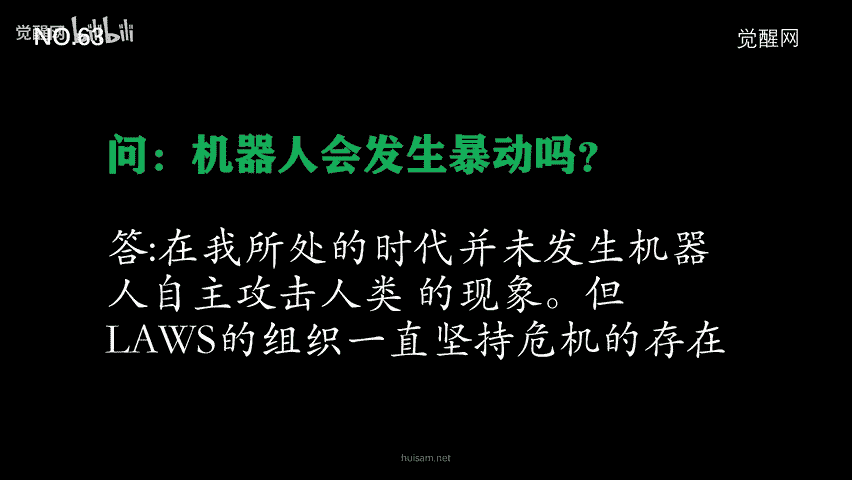 觉醒网 bilibili
NO.63
觉醒网
问：机器人会发生暴动吗？
答:在我所处的时代并未发生机器
人自主攻击人类 的现象。但
LAWS的组织一直坚持危机的存在
huisam.net